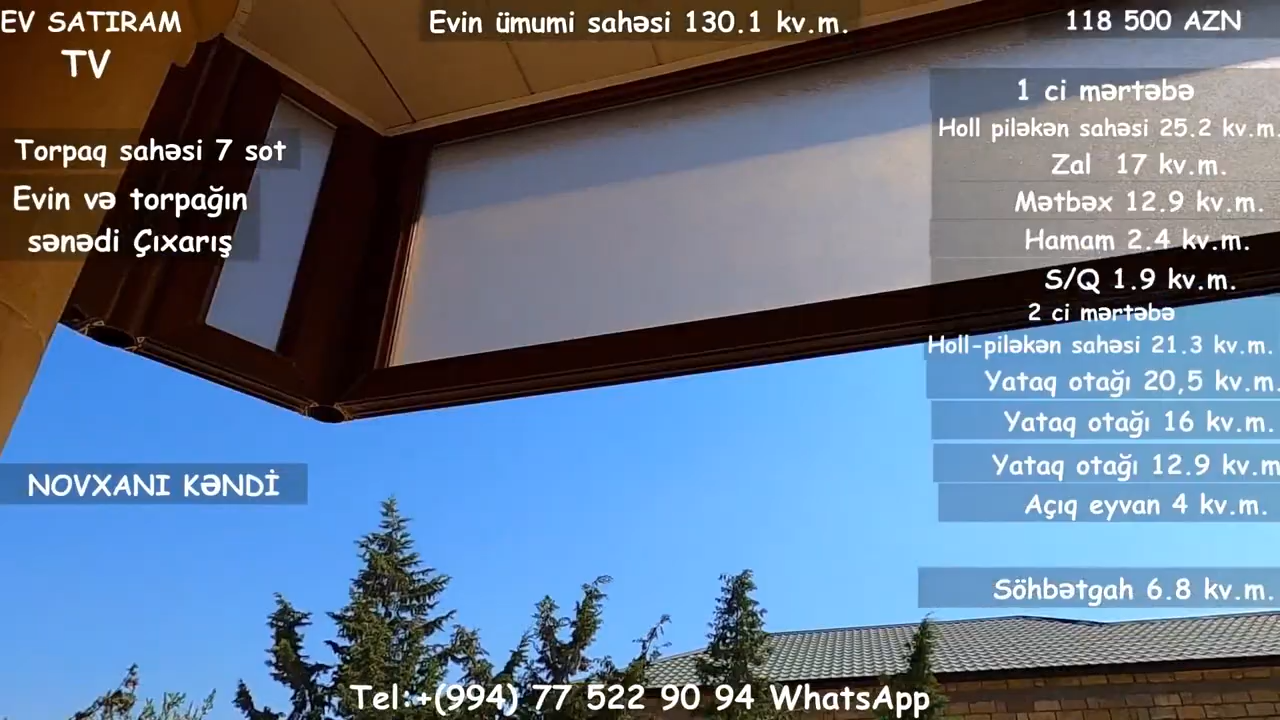 EV SATIRAM
TV
Evin ümumi sahəsi 130.1 kv.m.
118 500 AZN
Torpaq sahəsi 7 sot
Evin və torpağın
sənədi Çıxarış
NOVXANI KƏNDİ
1 ci mərtəbə
Holl piləkən sahəsi 25.2 kv.m.
Zal 17 kv.m.
Mətbəx 12.9 kv.m.
Hamam 2.4 kv.m.
S/Q 1.9 kv.m.
2 ci mərtəbə
Holl-piləkən sahəsi 21.3 kv.m.
Yataq otağı 20,5 kv.m.
Yataq otağı 16 kv.m.
Yataq otağı 12.9 kv.m
Açıq eyvan 4 kv.m.
Söhbətgah 6.8 kv.m.
Tel:+(994) 77 522 90 94 WhatsApp